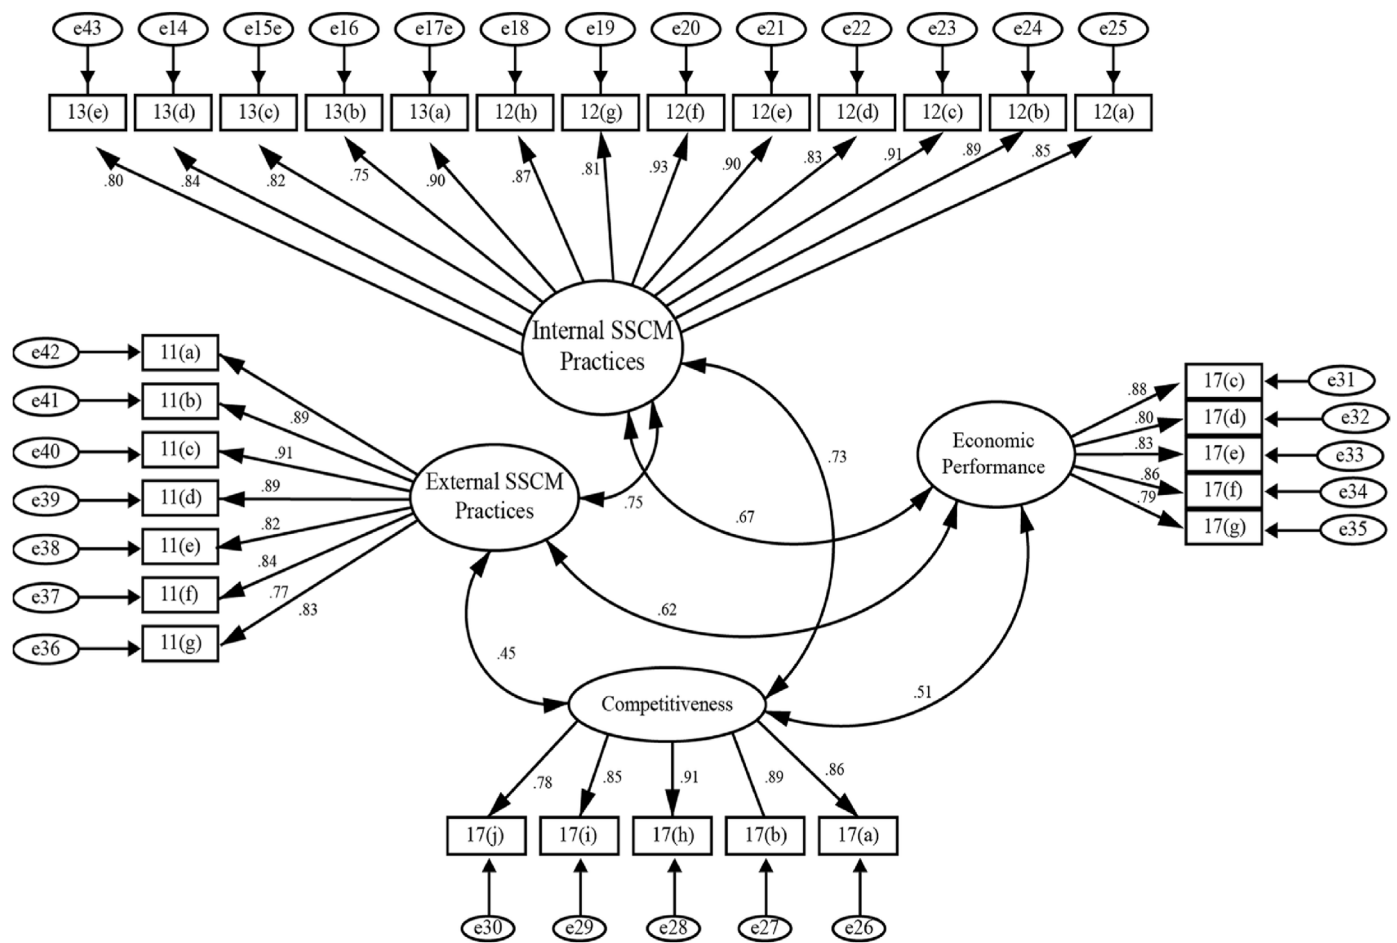 e43 e14 e15e e16 e17e e18 e19 e20 e21 e22 e23 e24 e25
13(e) 13(d) 13(c) 13(b) 13(a) 12(h) 12(g) 12(f) 12(e) 12(d) 12(c) 12(b) 12(a)
.80 .84 .82 .75 .90 .87 .81 .93 .90 .83 .91 .89 .85
Internal SSCM
Practices
e42 11(a)
e41 11(b)
e40 11(c)
e39 11(d)
e38 11(e)
e37 11(f)
e36 11(g)
.89
.91
.89
.82
.84
.77
.83
External SSCM
Practices
.75
.67
.73
.62
.45
.51
Economic
Performance
.88
.80
.83
.86
.79
17(c) e31
17(d) e32
17(e) e33
17(f) e34
17(g) e35
Competitiveness
.78 .85 .91 .89 .86
17(j) 17(i) 17(h) 17(b) 17(a)
e30 e29 e28 e27 e26